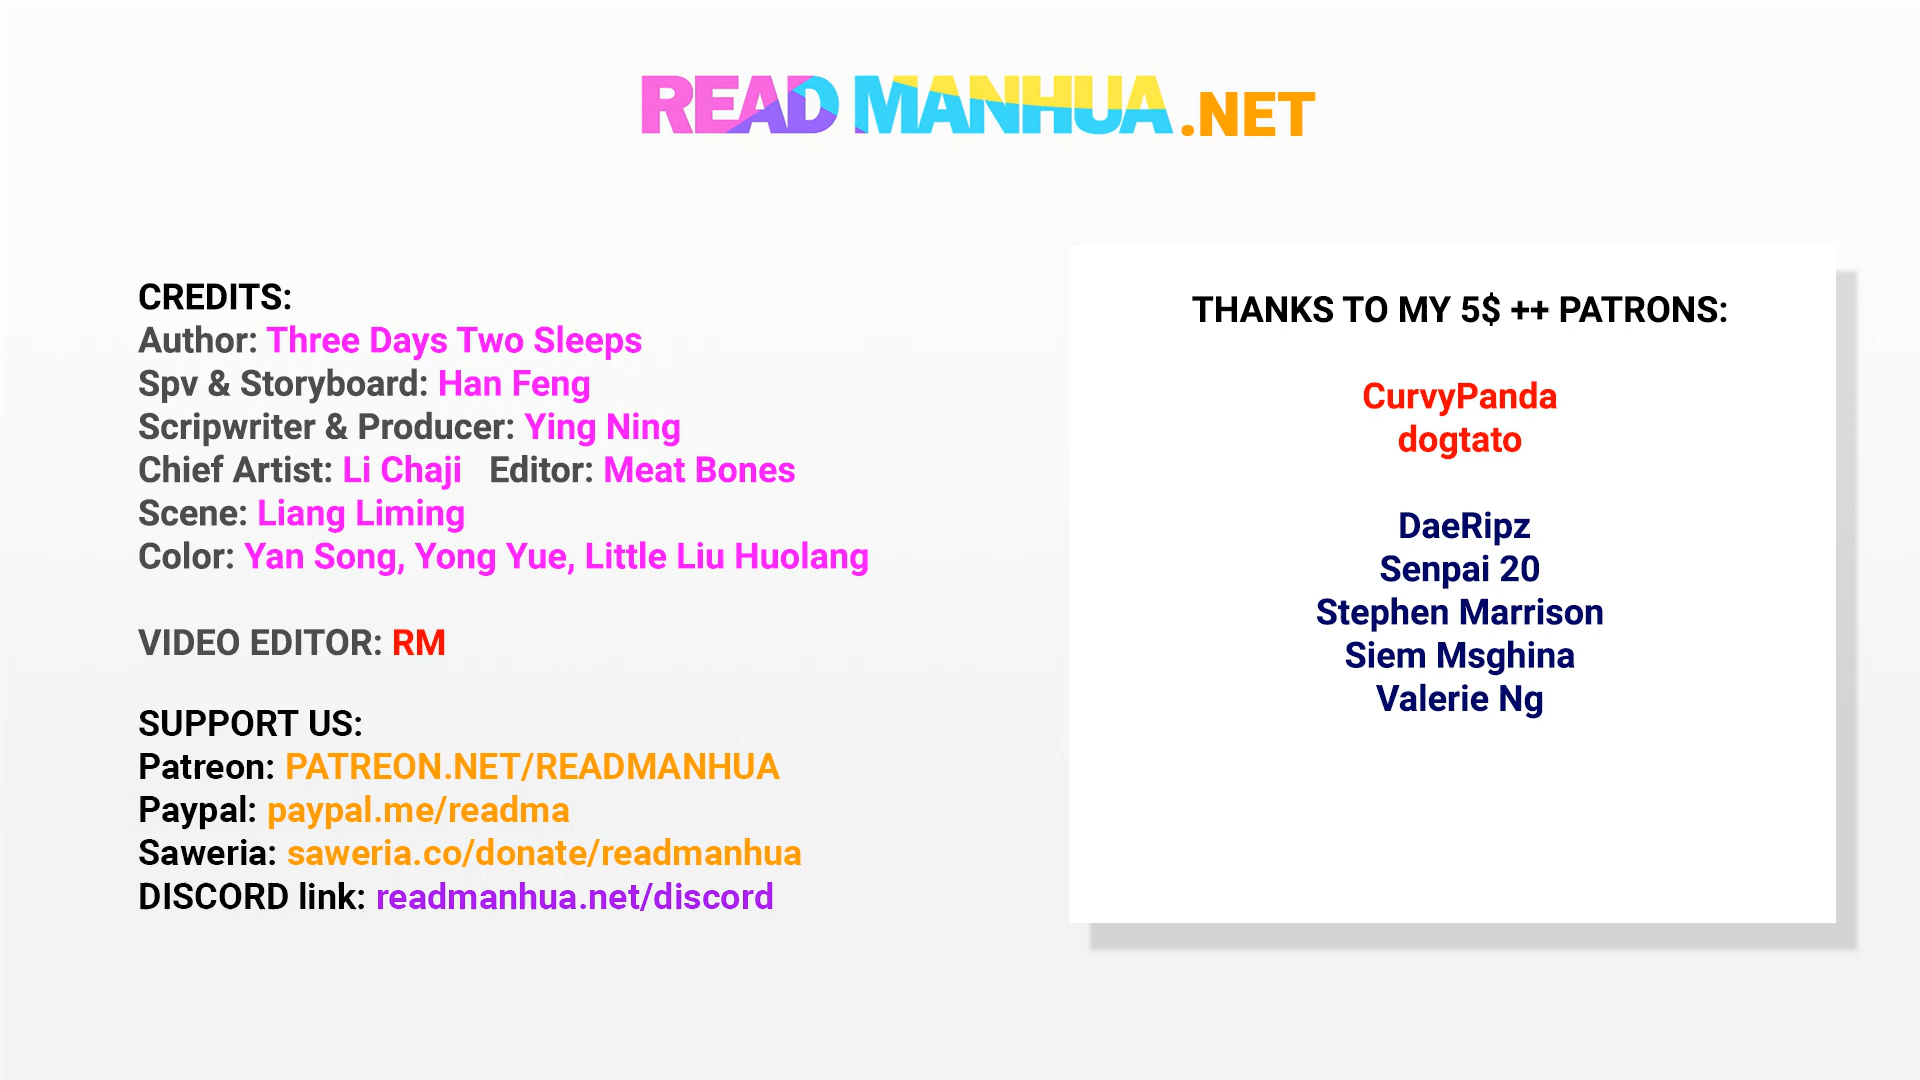 READ MANHUA .NET
CREDITS:
Author: Three Days Two Sleeps
Spv & Storyboard: Han Feng
Scripwriter & Producer: Ying Ning
Chief Artist: Li Chaji Editor: Meat Bones
Scene: Liang Liming
Color: Yan Song, Yong Yue, Little Liu Huolang
VIDEO EDITOR: RM
SUPPORT US:
Patreon: PATREON.NET/READMANHUA
Paypal: paypal.me/readma
Saweria: saweria.co/donate/readmanhua
DISCORD link: readmanhua.net/discord
THANKS TO MY 5$ ++ PATRONS:
CurvyPanda
dogtato
DaeRipz
Senpai 20
Stephen Marrison
Siem Msghina
Valerie Ng